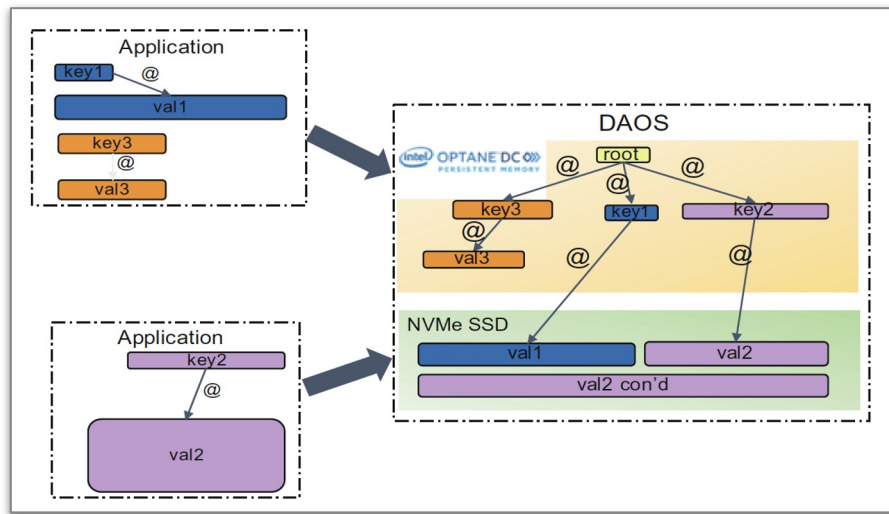 Application
key1
@
val1
key3
@
val3
Application
key2
@
val2
DAOS
intel OPTANE DC
PERSISTENT MEMORY
root
@
@
@
key3
key1
key2
@
val3
@
@
NVMe SSD
val1
val2
val2 con'd